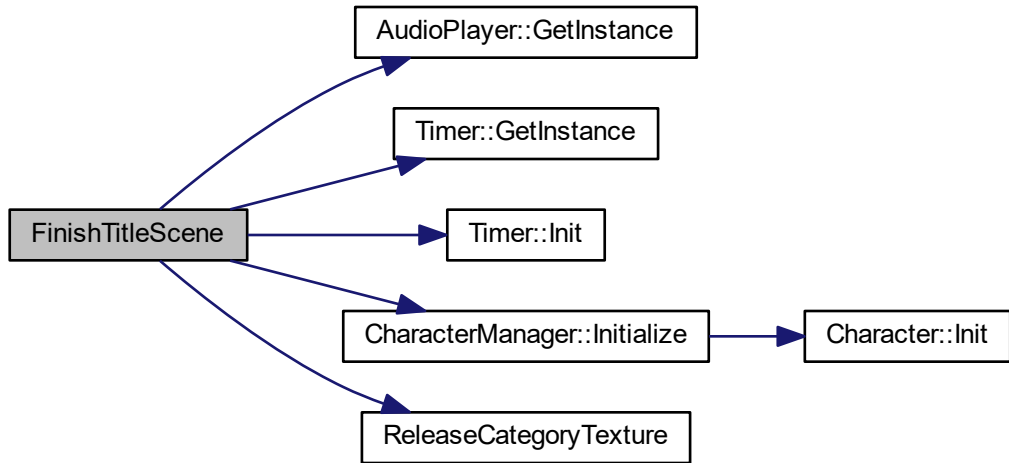 AudioPlayer::GetInstance
Timer::GetInstance
FinishTitleScene
Timer::Init
CharacterManager::Initialize
Character::Init
ReleaseCategoryTexture